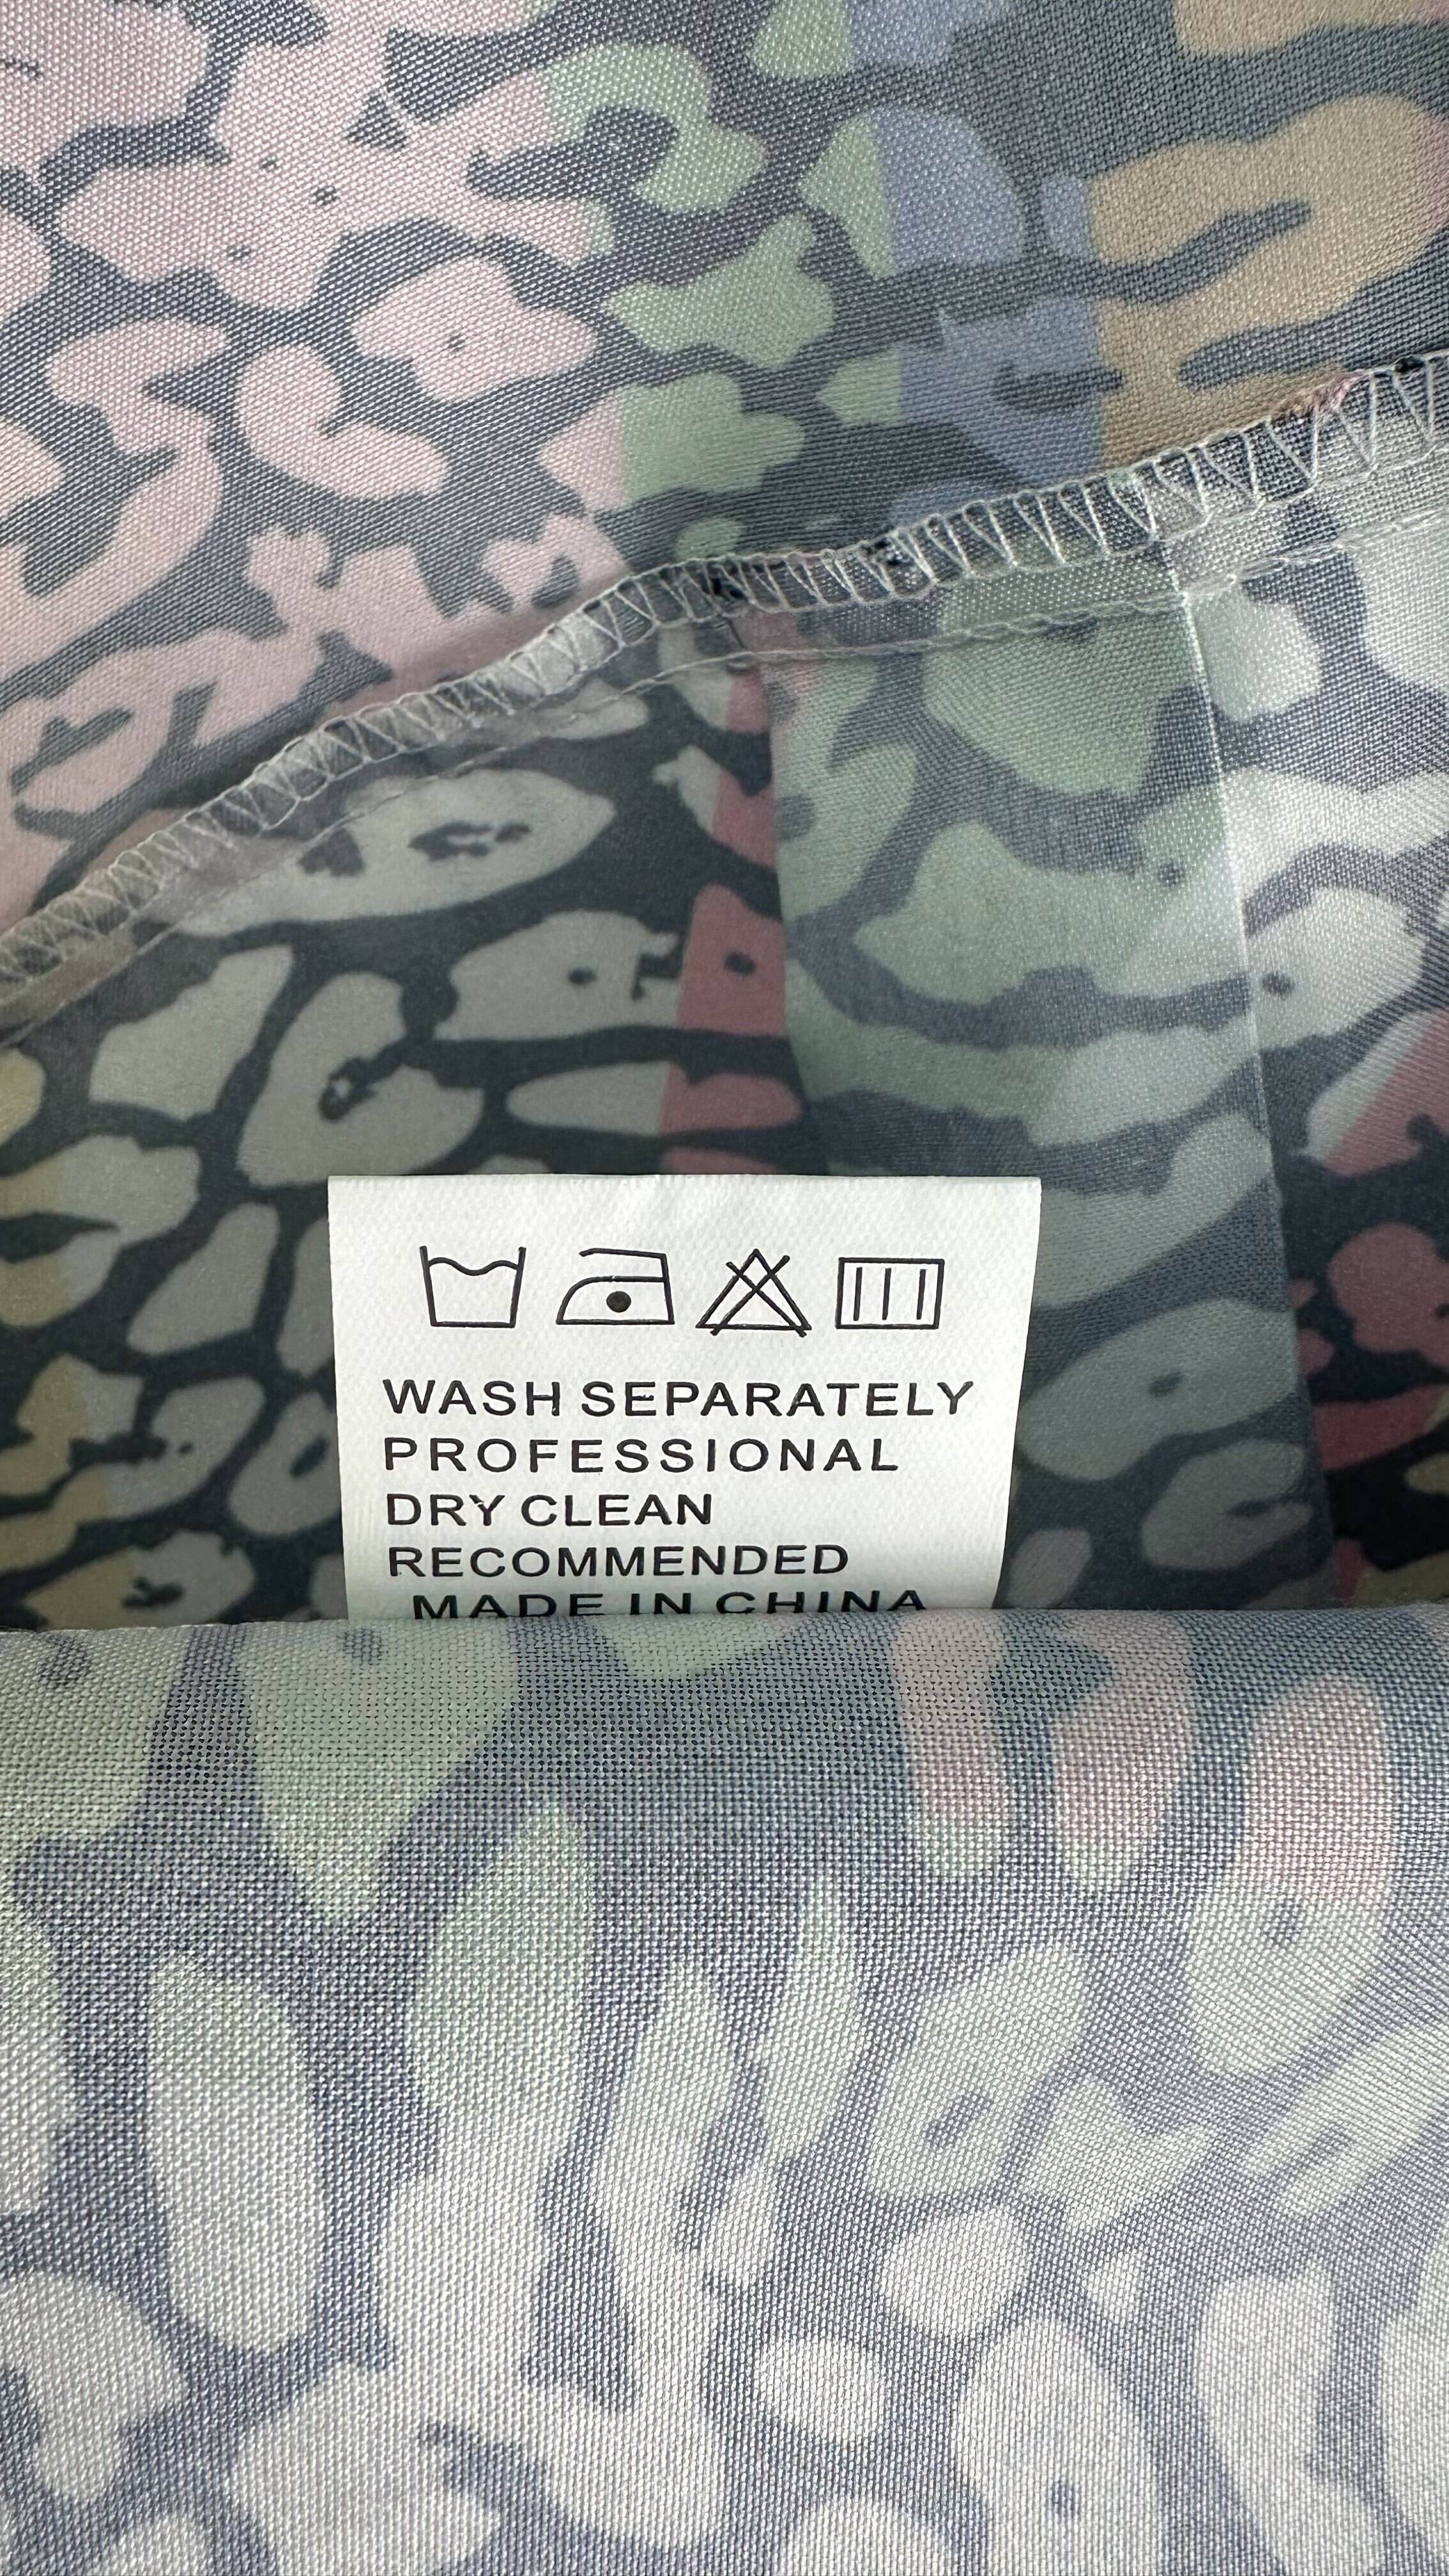 WASH SEPARATELY
PROFESSIONAL
DRY CLEAN
RECOMMENDED
MADE IN CHINA